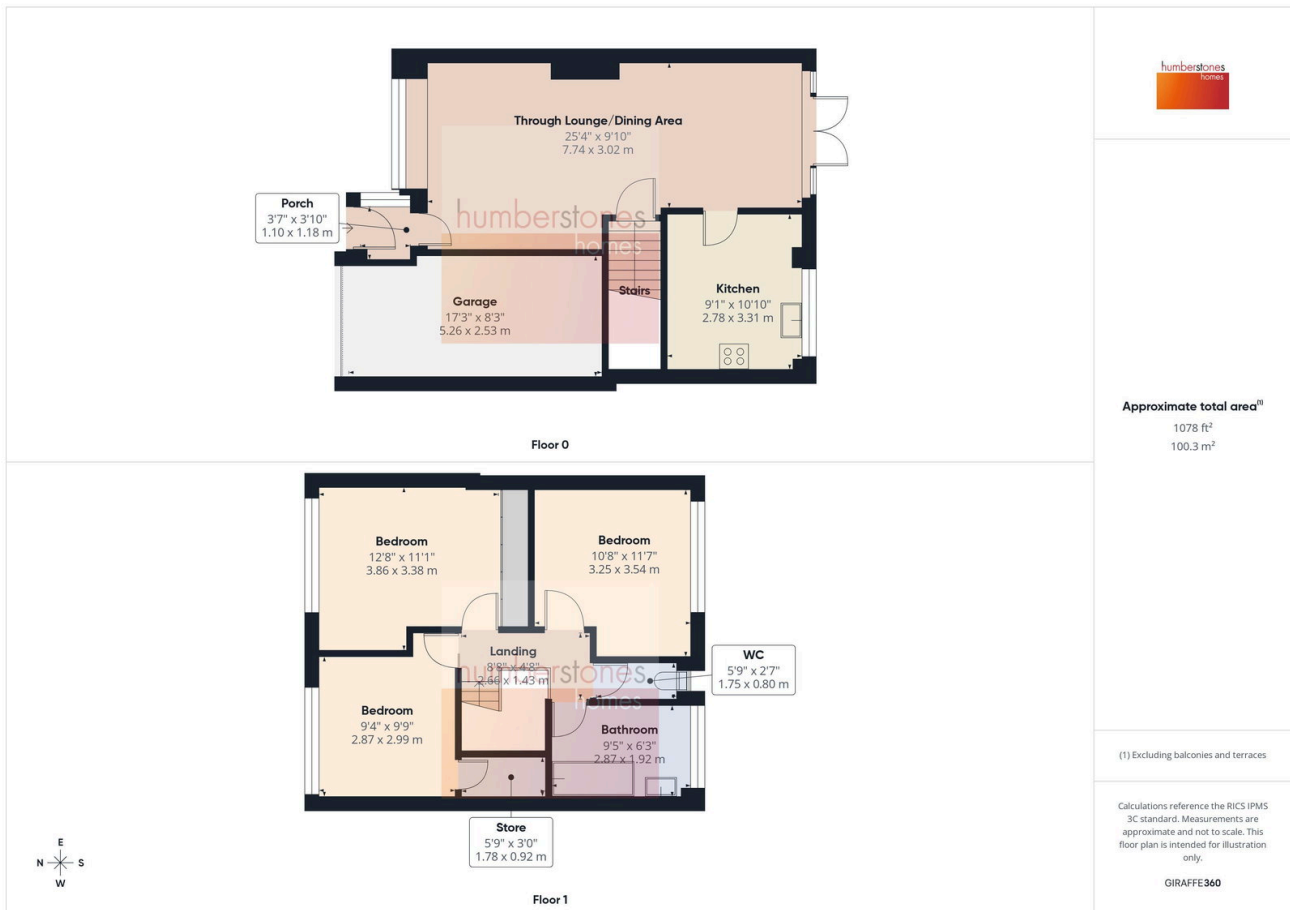 humberstones
homes
Through Lounge/Dining Area
25'4" x 9'10"
7.74 x 3.02 m
Porch
3'7" x 3'10"
1.10 x 1.18 m
humberstones
homes
Stairs
Kitchen
9'1" x 10'10"
2.78 x 3.31 m
Garage
17'3" x 8'3"
5.26 x 2.53 m
Floor 0
Approximate total area(1)
1078 ft²
100.3 m²
Bedroom
12'8" x 11'1"
3.86 x 3.38 m
Bedroom
10'8" x 11'7"
3.25 x 3.54 m
Landing
8'8" x 4'8"
2.66 x 1.43 m
humberstones
homes
WC
5'9" x 2'7"
1.75 x 0.80 m
Bedroom
9'4" x 9'9"
2.87 x 2.99 m
Bathroom
9'5" x 6'3"
2.87 x 1.92 m
Store
5'9" x 3'0"
1.78 x 0.92 m
E
N S
W
Floor 1
(1) Excluding balconies and terraces
Calculations reference the RICS IPMS
3C standard. Measurements are
approximate and not to scale. This
floor plan is intended for illustration
only.
GIRAFFE360